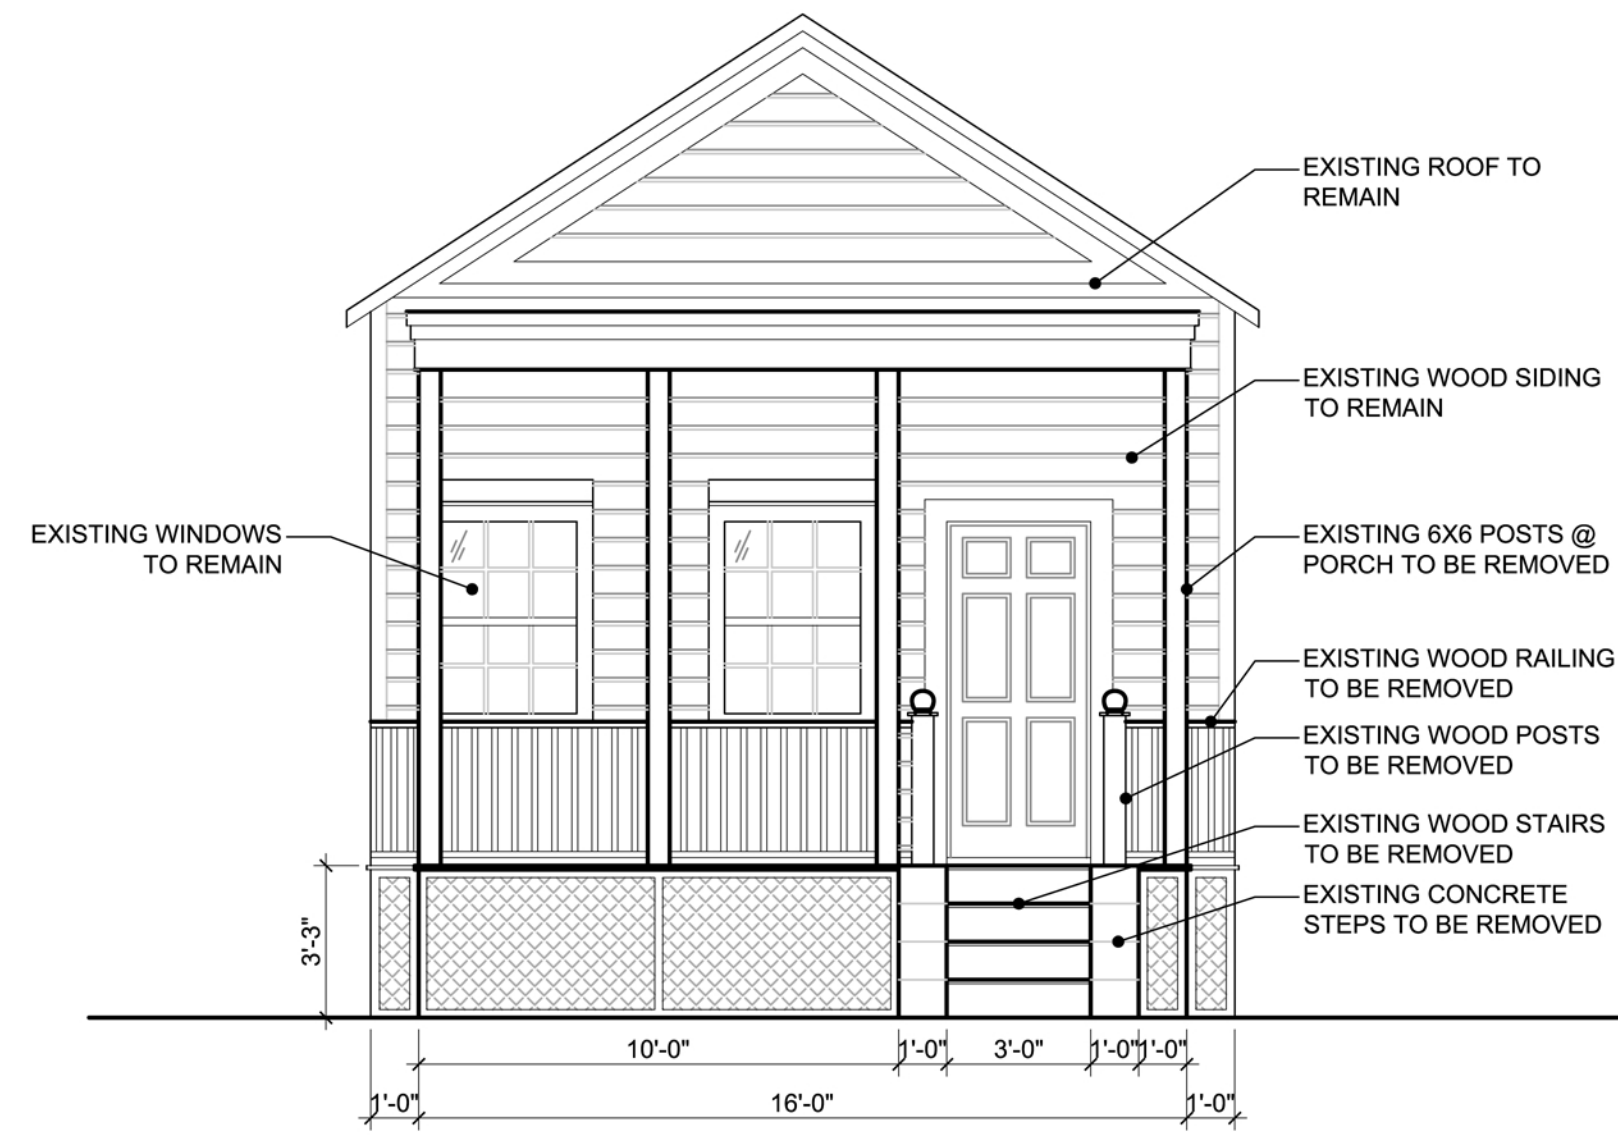 EXISTING ROOF TO
REMAIN
EXISTING WOOD SIDING
TO REMAIN
EXISTING WINDOWS
TO REMAIN
EXISTING 6X6 POSTS @
PORCH TO BE REMOVED
EXISTING WOOD RAILING
TO BE REMOVED
EXISTING WOOD POSTS
TO BE REMOVED
EXISTING WOOD STAIRS
TO BE REMOVED
EXISTING CONCRETE
STEPS TO BE REMOVED
3'-3"
10'-0" 1'-0" 3'-0" 1'-0" 1'-0"
1'-0" 16'-0" 1'-0"